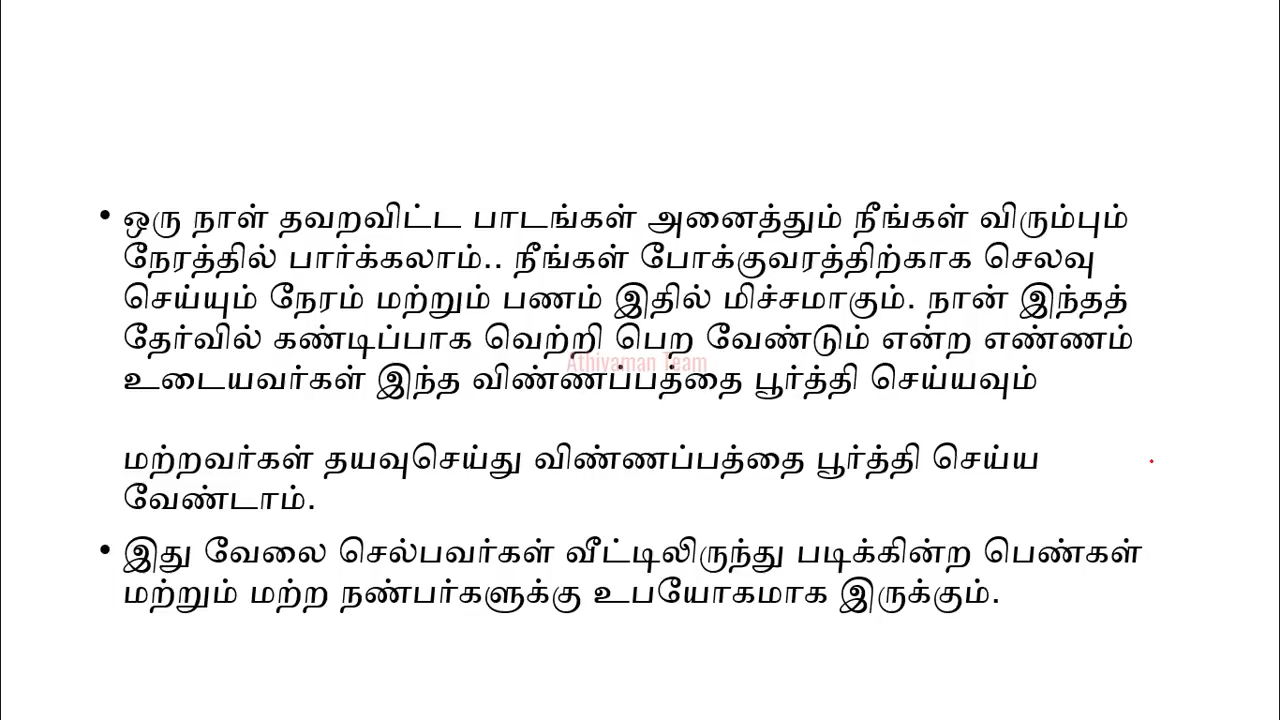 • ஒரு நாள் தவறவிட்ட பாடங்கள் அனைத்தும் நீங்கள் விரும்பும்
நேரத்தில் பார்க்கலாம்.. நீங்கள் போக்குவரத்திற்காக செலவு
செய்யும் நேரம் மற்றும் பணம் இதில் மிச்சமாகும். நான் இந்தத்
தேர்வில் கண்டிப்பாக வெற்றி பெற வேண்டும் என்ற எண்ணம்
Athiyaman Team
உடையவர்கள் இந்த விண்ணப்பத்தை பூர்த்தி செய்யவும்
மற்றவர்கள் தயவுசெய்து விண்ணப்பத்தை பூர்த்தி செய்ய
வேண்டாம்.
• இது வேலை செல்பவர்கள் வீட்டிலிருந்து படிக்கின்ற பெண்கள்
மற்றும் மற்ற நண்பர்களுக்கு உபயோகமாக இருக்கும்.